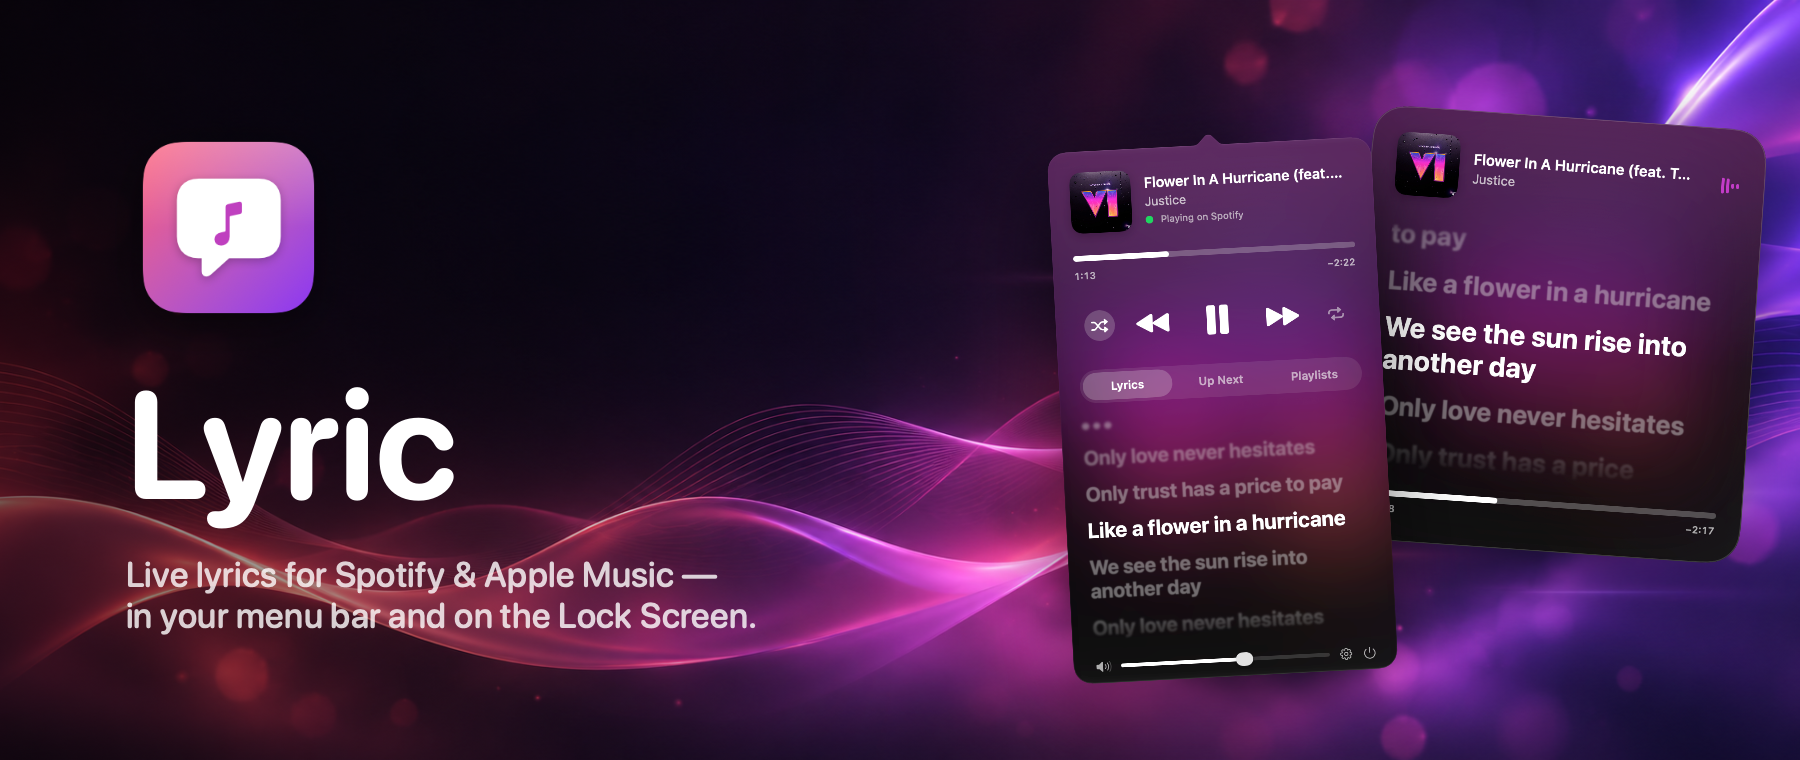 Lyric
Live lyrics for Spotify & Apple Music —
in your menu bar and on the Lock Screen.
VI
Flower In A Hurricane (feat....
Justice
Playing on Spotify
1:13
−2:22
Lyrics
Up Next
Playlists
Only love never hesitates
Only trust has a price to pay
Like a flower in a hurricane
We see the sun rise into
another day
Only love never hesitates
VI
Flower In A Hurricane (feat. T...
Justice
to pay
Like a flower in a hurricane
We see the sun rise into
another day
Only love never hesitates
Only trust has a price
8
−2:17